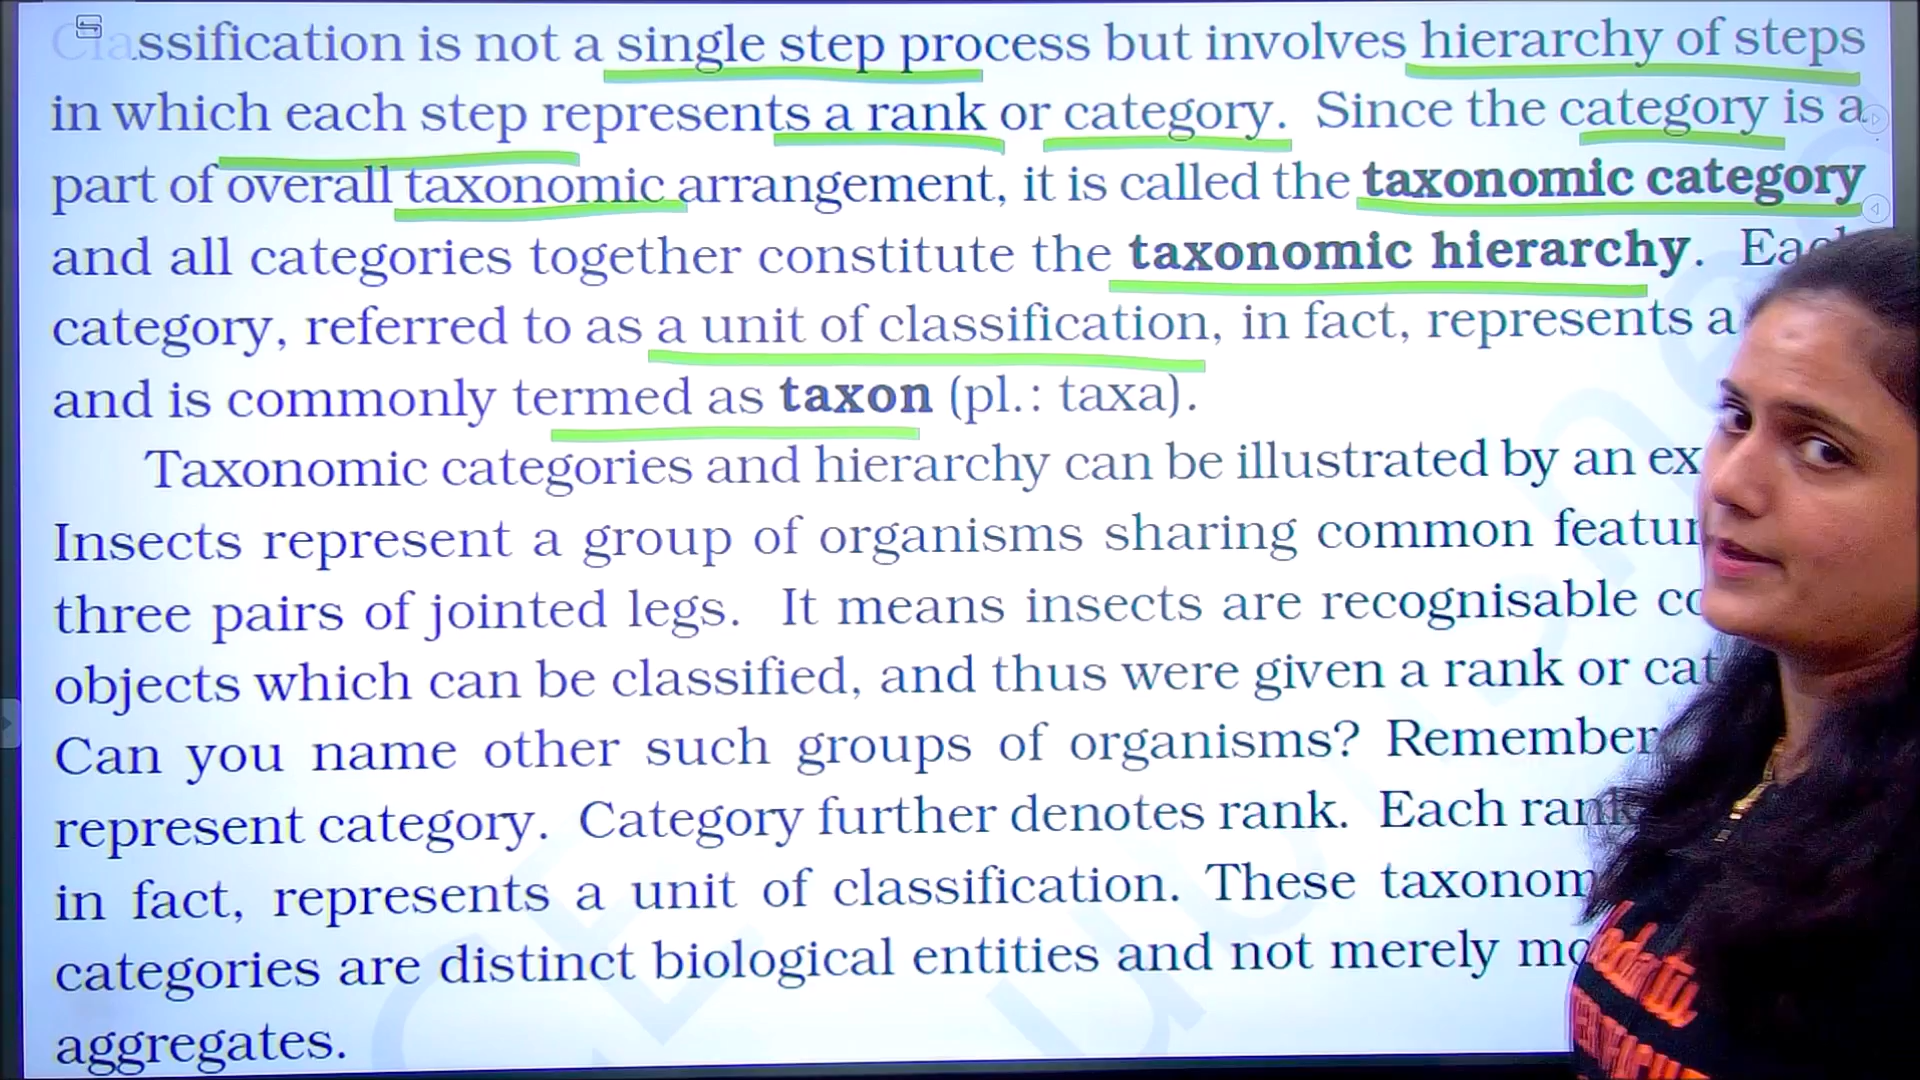 Classification is not a single step process but involves hierarchy of steps
in which each step represents a rank or category. Since the category is a
part of overall taxonomic arrangement, it is called the taxonomic category
and all categories together constitute the taxonomic hierarchy. Each
category, referred to as a unit of classification, in fact, represents a
and is commonly termed as taxon (pl.: taxa).
Taxonomic categories and hierarchy can be illustrated by an ex
Insects represent a group of organisms sharing common featur
three pairs of jointed legs. It means insects are recognisable co
objects which can be classified, and thus were given a rank or cat
Can you name other such groups of organisms? Remember
represent category. Category further denotes rank. Each rank
in fact, represents a unit of classification. These taxonom
categories are distinct biological entities and not merely mo
aggregates.